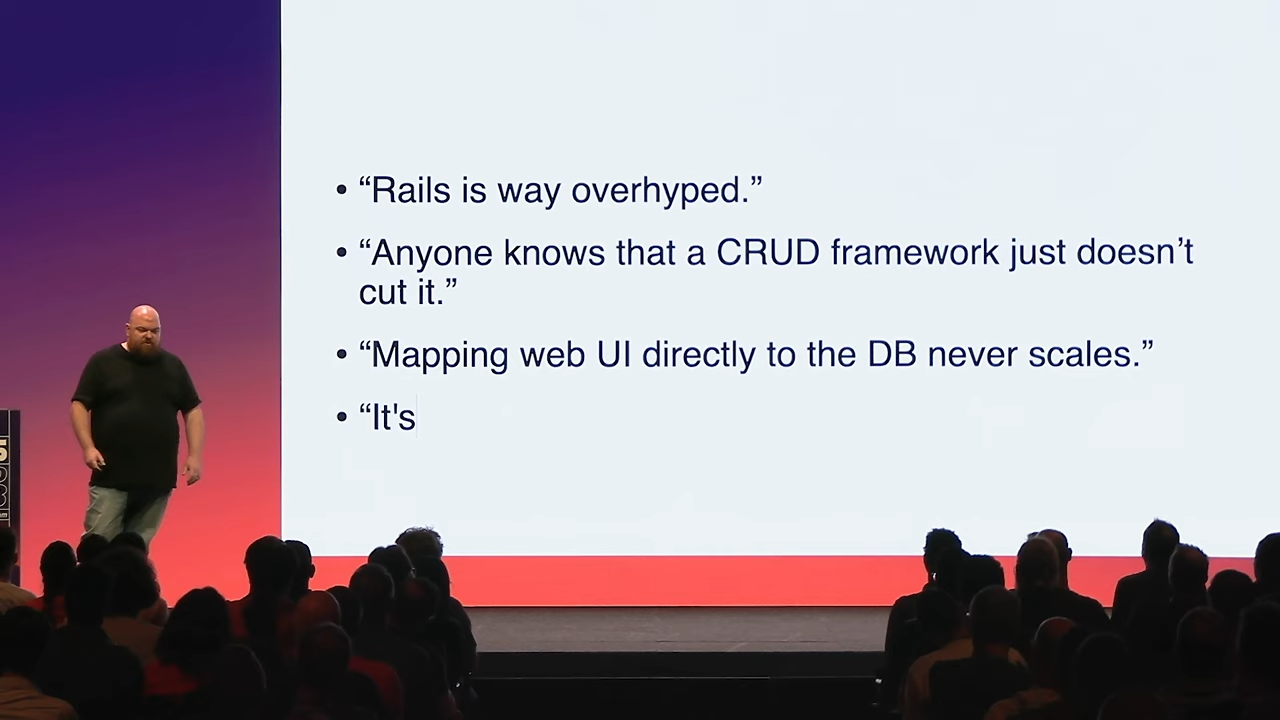 • “Rails is way overhyped.”
• “Anyone knows that a CRUD framework just doesn’t
cut it.”
• “Mapping web UI directly to the DB never scales.”
• “It's